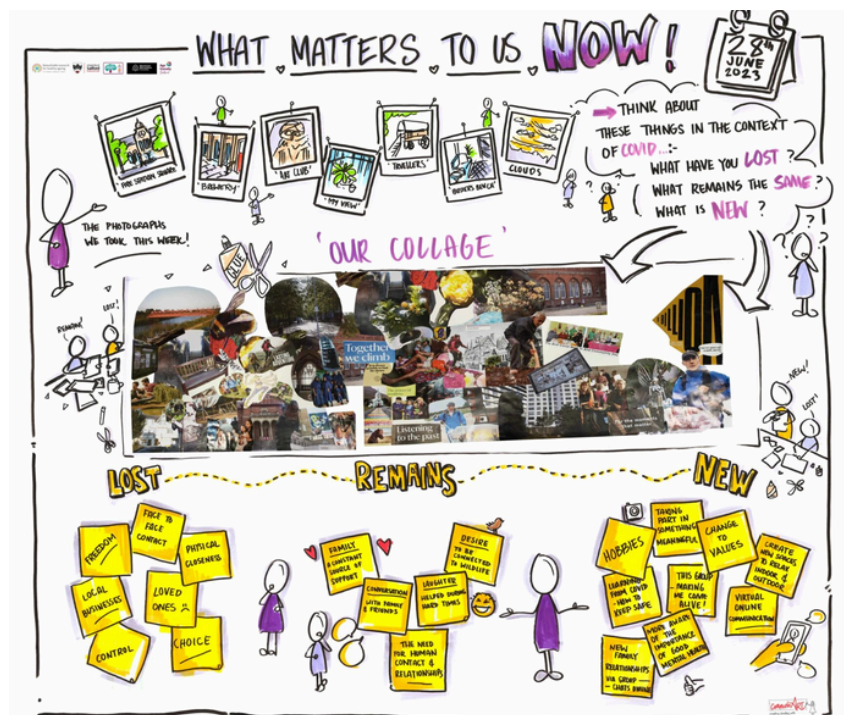 WHAT MATTERS TO US NOW!
28TH
JUNE
2023
THINK ABOUT
THESE THINGS IN THE CONTEXT
OF COVID...:-
WHAT HAVE YOU LOST?
WHAT REMAINS THE SAME?
WHAT IS NEW?
"BINDERY"
"ART CLUB"
"MY VIEW"
"TRAVELLERS"
CLOUDS
THE PHOTOGRAPHS
WE TOOK THIS WEEK!
GLUE
'OUR COLLAGE'
REMAINS!
LOST!
Together
we climb
Listening
to the past
NEW!
LOST!
LOST
REMAINS
NEW
FREEDOM
FACE TO
FACE
CONTACT
PHYSICAL
CLOSENESS
LOCAL
BUSINESSES
LOVED
ONES
CONTROL
CHOICE
FAMILY
A CONSTANT
SOURCE OF
SUPPORT
DESIRE
TO BE
CONNECTED
TO WILDLIFE
CONVERSATION
WITH FAMILY
& FRIENDS
LAUGHTER
HELPED DURING
HARD TIMES
THE NEED
FOR HUMAN
CONTACT &
RELATIONSHIPS
HOBBIES
TAKING
PART IN
SOMETHING
MEANINGFUL
CHANGE
TO
VALUES
CREATE
NEW SPACES
TO RELAX
INDOOR &
OUTDOOR
LEARNING
FROM COVID
- HOW TO
KEEP SAFE
THIS GROUP
- MAKING
ME COME
ALIVE!
VIRTUAL
ONLINE
COMMUNICATION
MORE AWARE
OF THE
IMPORTANCE
OF GOOD
MENTAL HEALTH
NEW
FAMILY
RELATIONSHIPS
VIA GROUP
CHATS ONLINE